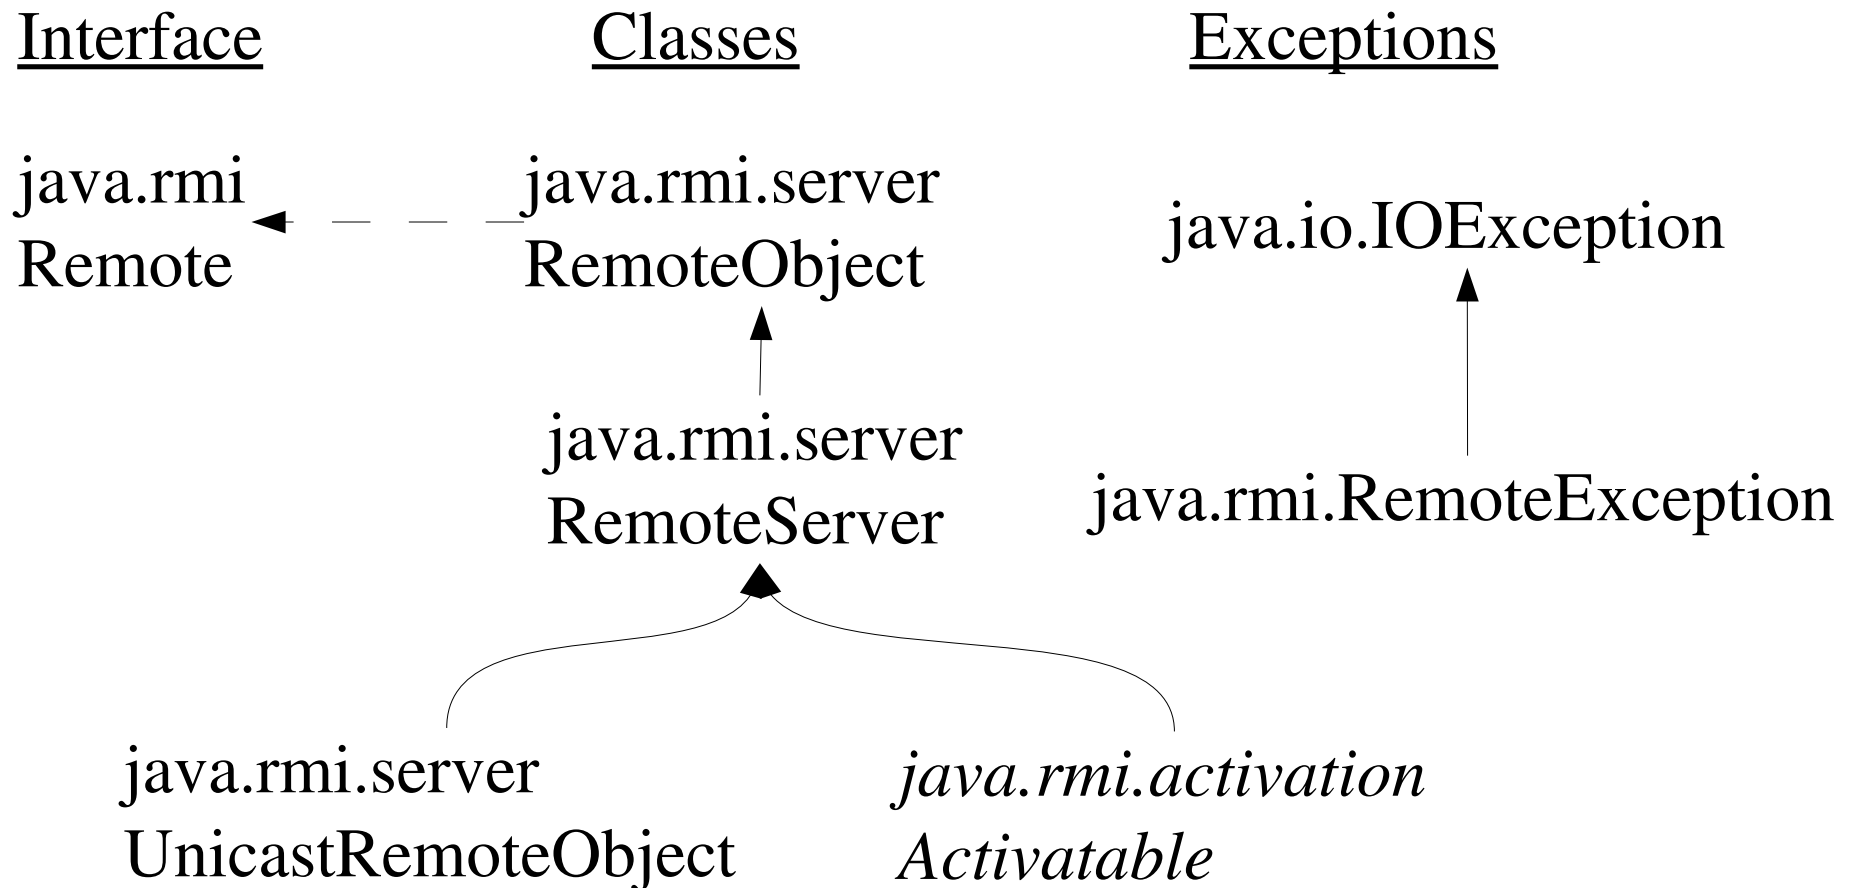 Interface
Classes
Exceptions
java.rmi
Remote
java.rmi.server
RemoteObject
java.io.IOException
java.rmi.server
RemoteServer
java.rmi.RemoteException
java.rmi.server
UnicastRemoteObject
java.rmi.activation
Activatable